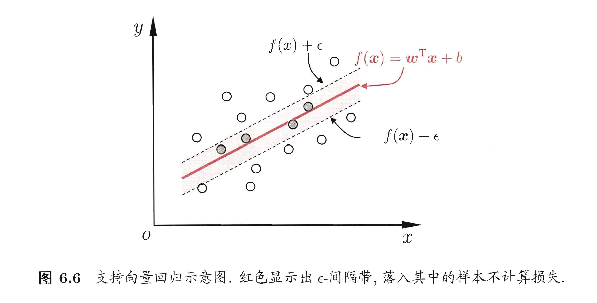 y
f(x) + ϵ
f(x) = w⊤x + b
f(x) − ϵ
O
x
图 6.6 支持向量回归示意图. 红色显示出 ϵ-间隔带, 落入其中的样本不计算损失.